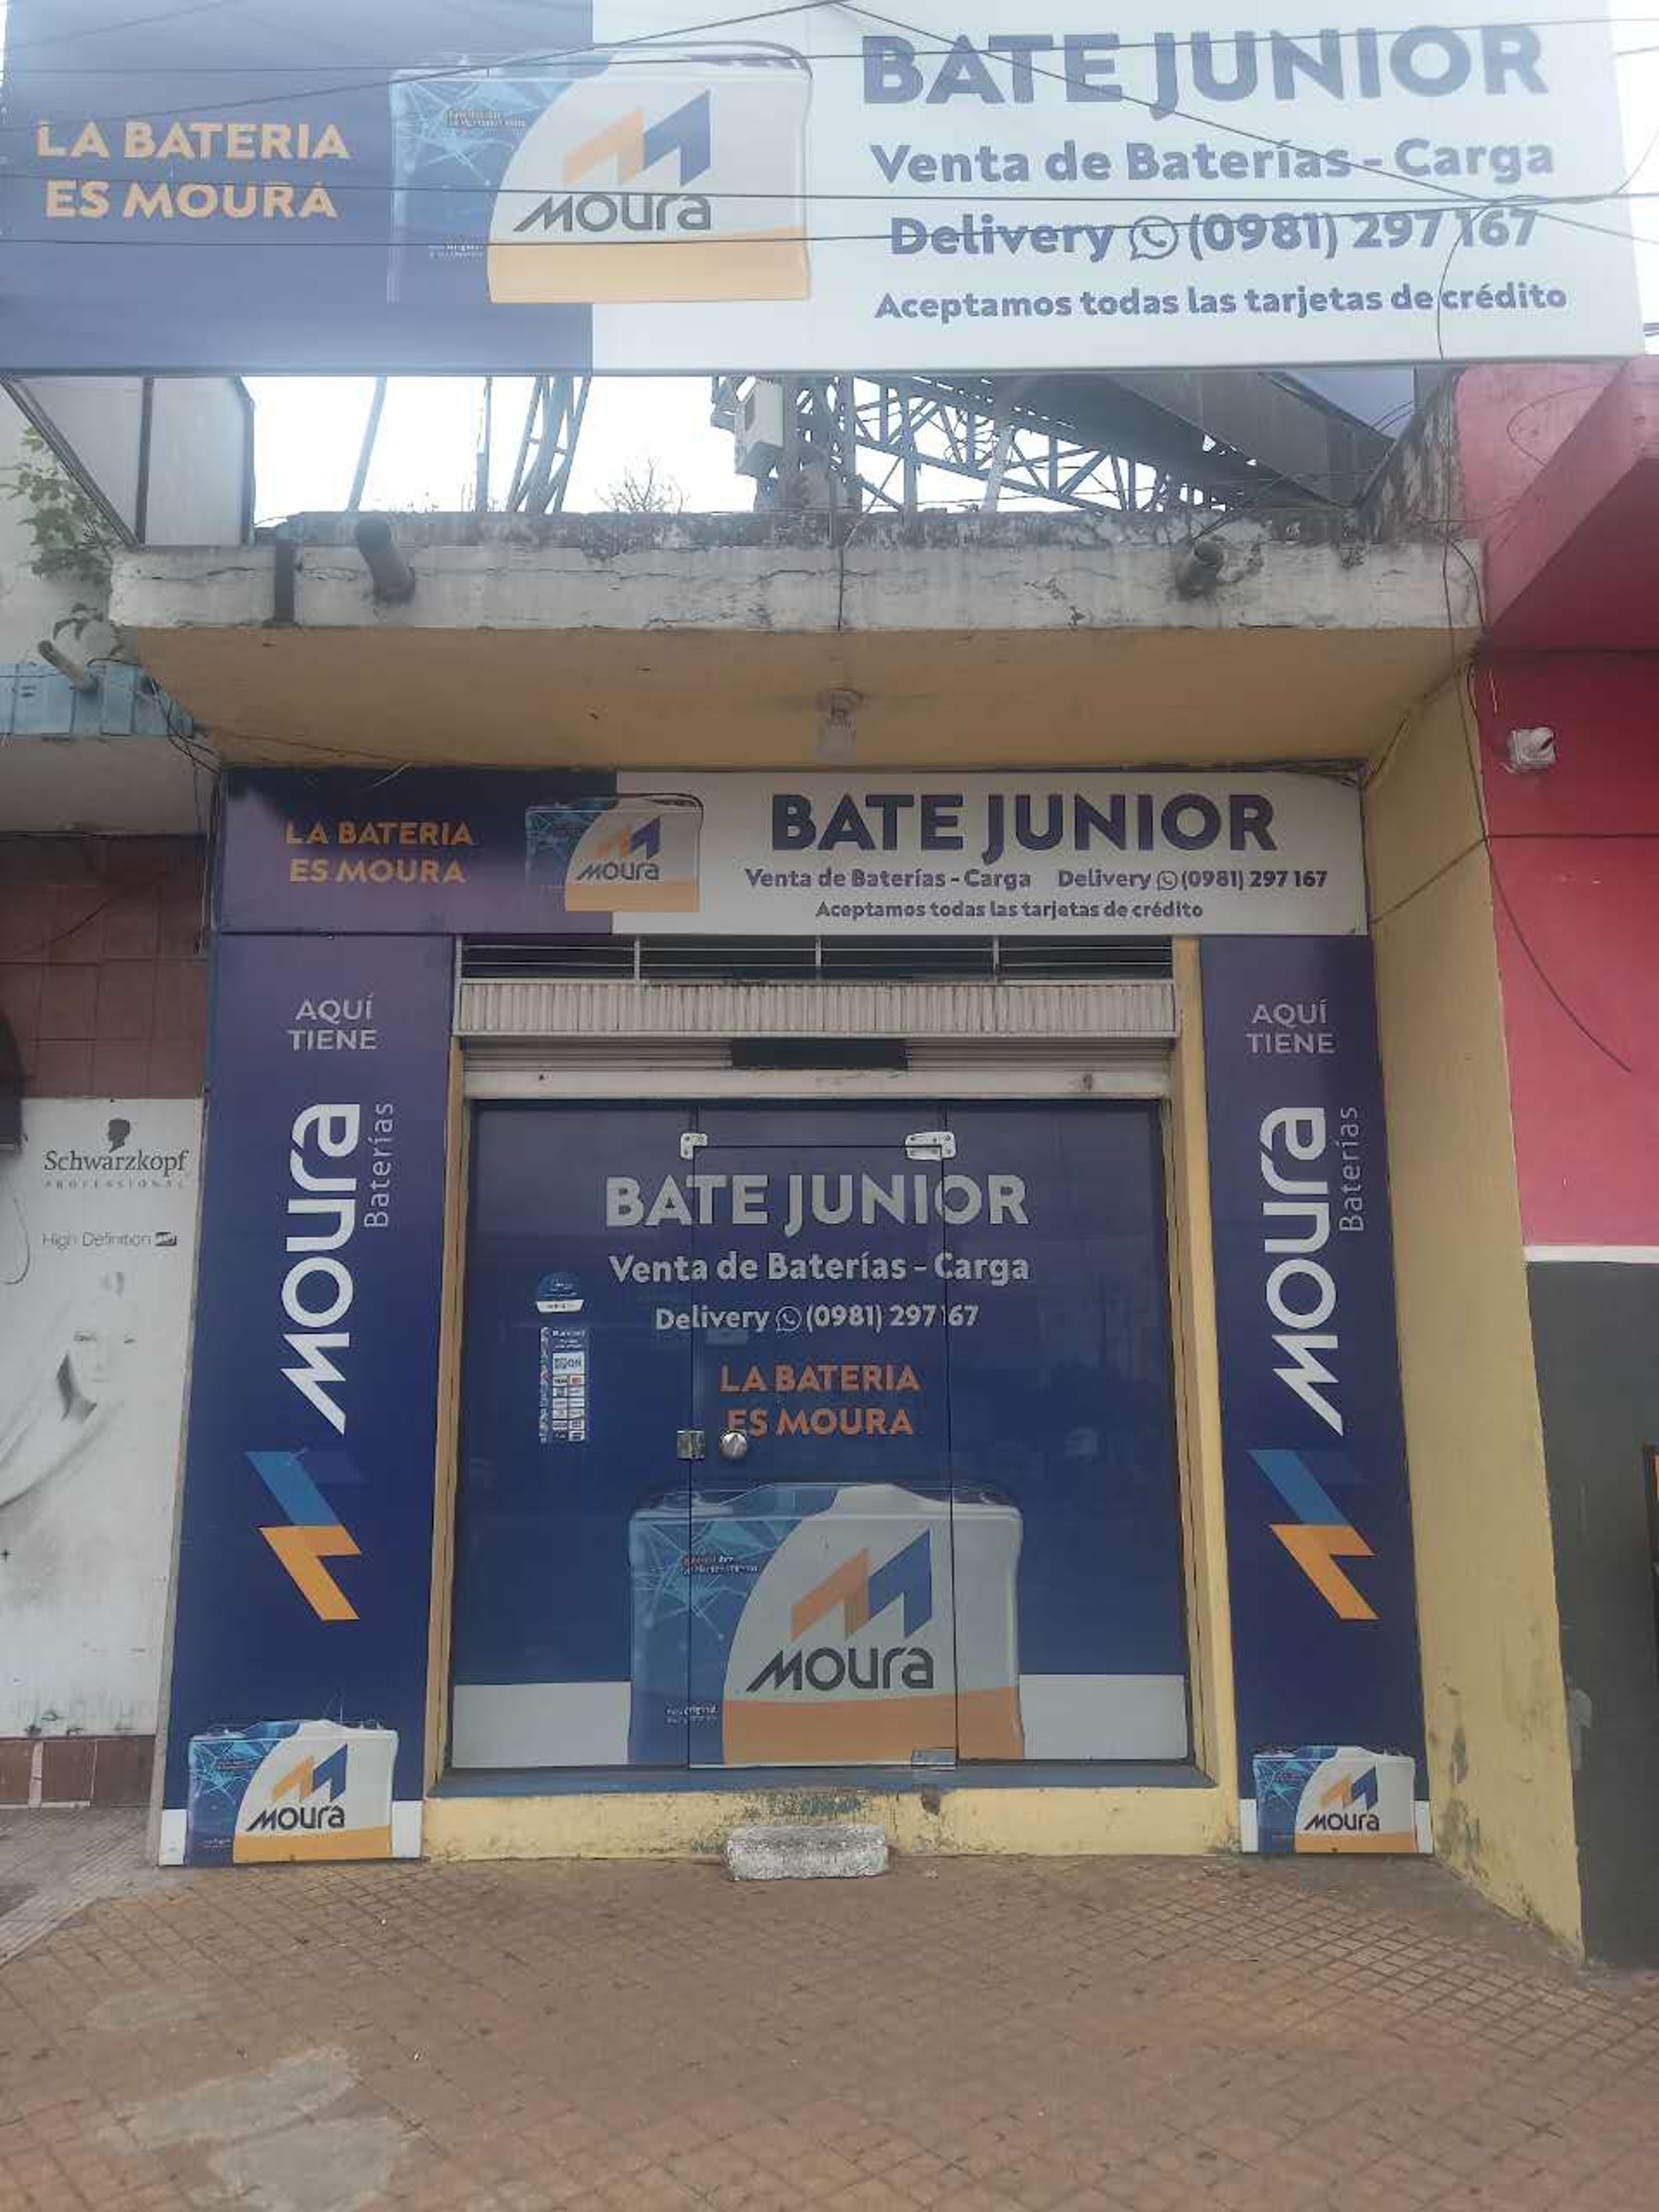 LA BATERIA
ES MOURA
moura
BATE JUNIOR
Venta de Baterías - Carga
Delivery (0981) 297 167
Aceptamos todas las tarjetas de crédito
LA BATERIA
ES MOURA
moura
BATE JUNIOR
Venta de Baterías - Carga Delivery (0981) 297 167
Aceptamos todas las tarjetas de crédito
AQUÍ
TIENE
moura
Baterías
moura
Schwarzkopf
PROFESSIONAL
High Definition
BATE JUNIOR
Venta de Baterías - Carga
Delivery (0981) 297 167
LA BATERIA
ES MOURA
moura
AQUÍ
TIENE
moura
Baterías
moura